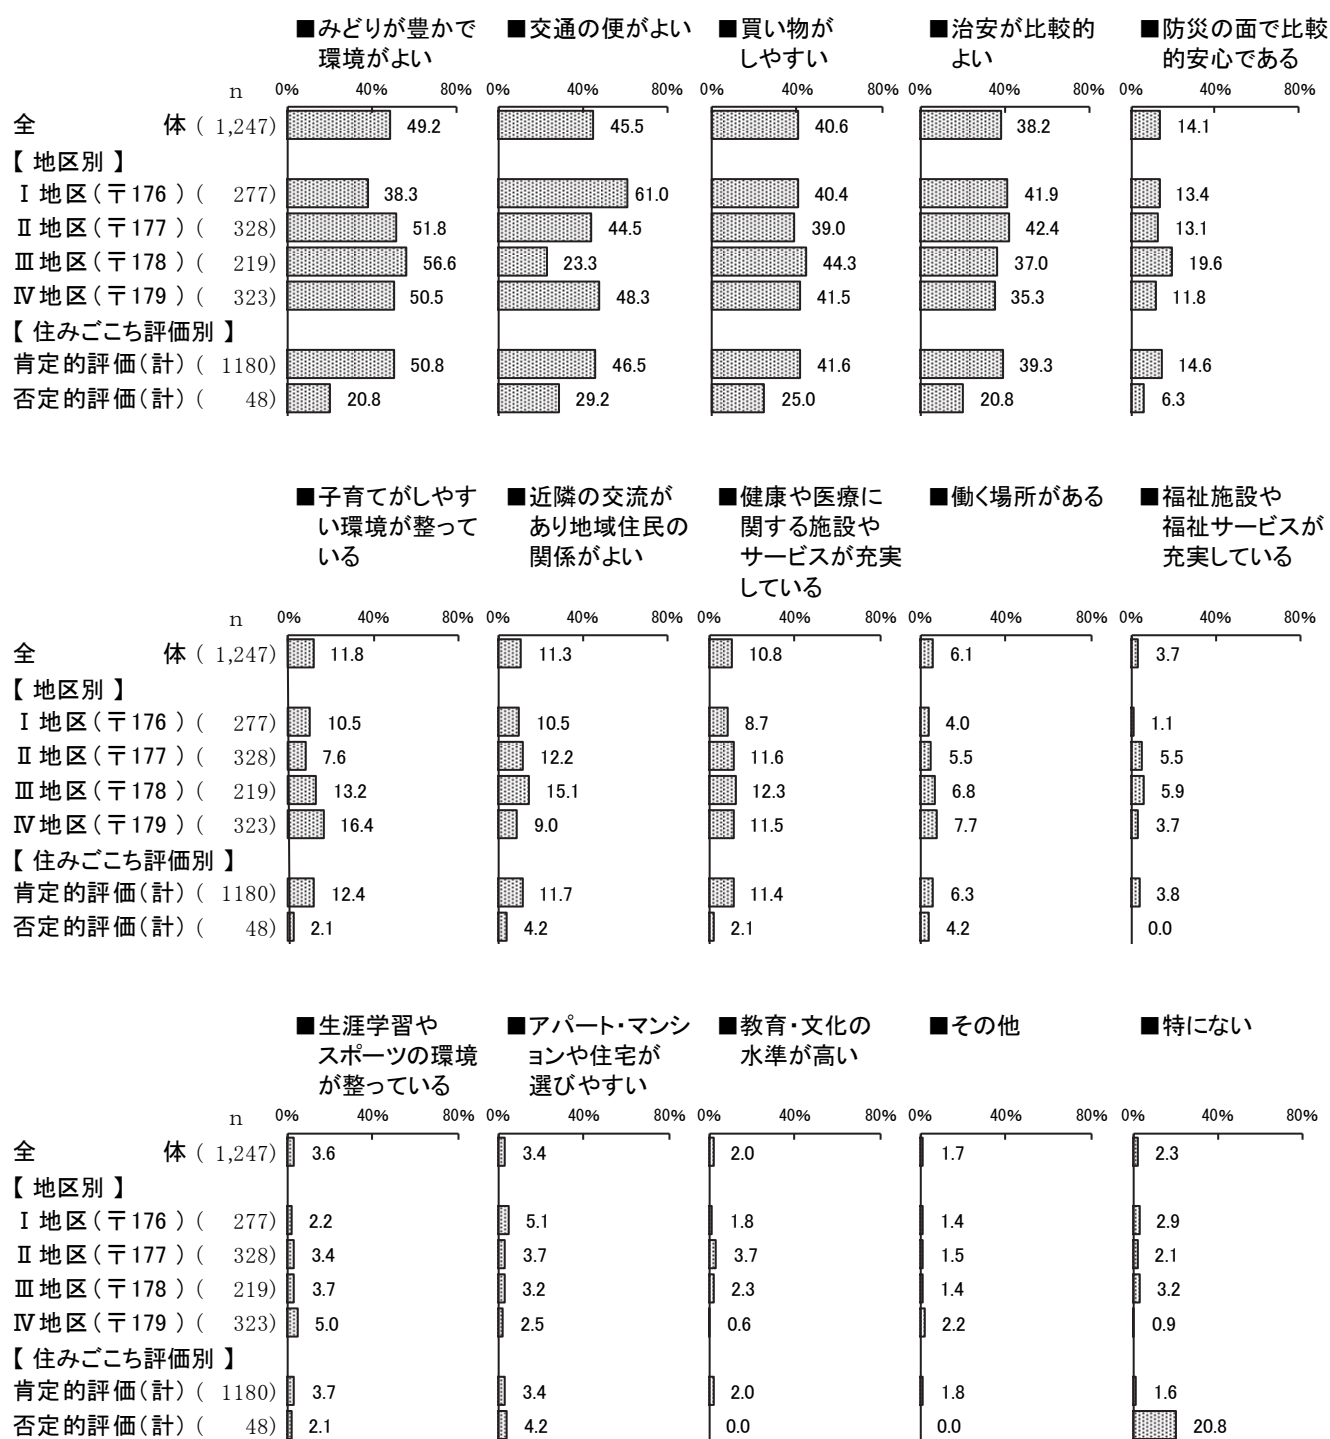 ■みどりが豊かで ■交通の便がよい ■買い物が ■治安が比較的 ■防災の面で比較
環境がよい しやすい よい 的安心である
n 0% 40% 80% 0% 40% 80% 0% 40% 80% 0% 40% 80% 0% 40% 80%
全 体 ( 1,247) 49.2 45.5 40.6 38.2 14.1
【 地区別 】
Ⅰ地区(〒176 ) ( 277) 38.3 61.0 40.4 41.9 13.4
Ⅱ地区(〒177 ) ( 328) 51.8 44.5 39.0 42.4 13.1
Ⅲ地区(〒178 ) ( 219) 56.6 23.3 44.3 37.0 19.6
Ⅳ地区(〒179 ) ( 323) 50.5 48.3 41.5 35.3 11.8
【 住みごこち評価別 】
肯定的評価(計) ( 1180) 50.8 46.5 41.6 39.3 14.6
否定的評価(計) ( 48) 20.8 29.2 25.0 20.8 6.3
■子育てがしやす ■近隣の交流が ■健康や医療に ■働く場所がある ■福祉施設や
い環境が整って あり地域住民の 関する施設や 福祉サービスが
いる 関係がよい サービスが充実 充実している
している
n 0% 40% 80% 0% 40% 80% 0% 40% 80% 0% 40% 80% 0% 40% 80%
全 体 ( 1,247) 11.8 11.3 10.8 6.1 3.7
【 地区別 】
Ⅰ地区(〒176 ) ( 277) 10.5 10.5 8.7 4.0 1.1
Ⅱ地区(〒177 ) ( 328) 7.6 12.2 11.6 5.5 5.5
Ⅲ地区(〒178 ) ( 219) 13.2 15.1 12.3 6.8 5.9
Ⅳ地区(〒179 ) ( 323) 16.4 9.0 11.5 7.7 3.7
【 住みごこち評価別 】
肯定的評価(計) ( 1180) 12.4 11.7 11.4 6.3 3.8
否定的評価(計) ( 48) 2.1 4.2 2.1 4.2 0.0
■生涯学習や ■アパート・マンシ ■教育・文化の ■その他 ■特にない
スポーツの環境 ョンや住宅が 水準が高い
が整っている 選びやすい
n 0% 40% 80% 0% 40% 80% 0% 40% 80% 0% 40% 80% 0% 40% 80%
全 体 ( 1,247) 3.6 3.4 2.0 1.7 2.3
【 地区別 】
Ⅰ地区(〒176 ) ( 277) 2.2 5.1 1.8 1.4 2.9
Ⅱ地区(〒177 ) ( 328) 3.4 3.7 3.7 1.5 2.1
Ⅲ地区(〒178 ) ( 219) 3.7 3.2 2.3 1.4 3.2
Ⅳ地区(〒179 ) ( 323) 5.0 2.5 0.6 2.2 0.9
【 住みごこち評価別 】
肯定的評価(計) ( 1180) 3.7 3.4 2.0 1.8 1.6
否定的評価(計) ( 48) 2.1 4.2 0.0 0.0 20.8